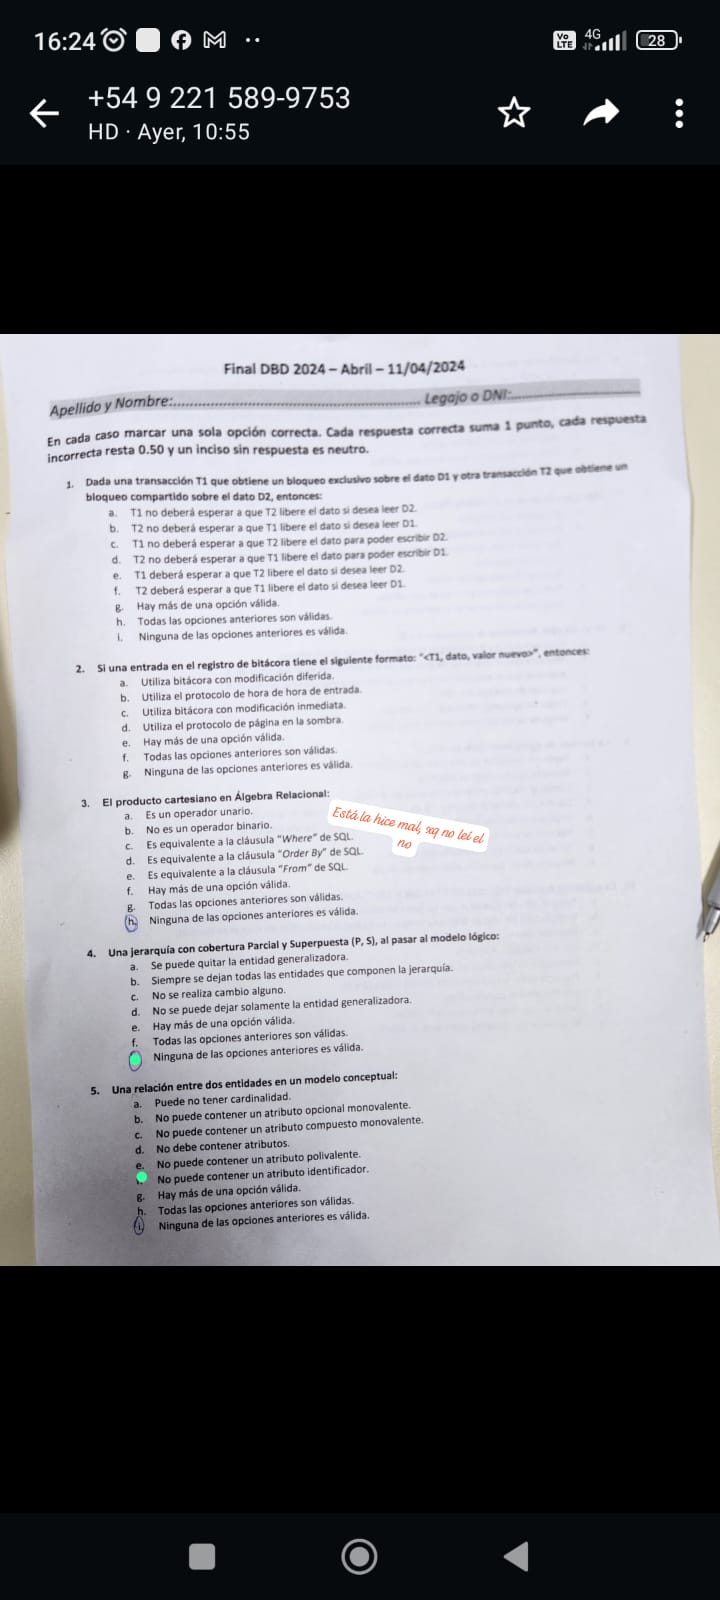 16:24
Vo LTE 4G 28
+54 9 221 589-9753
HD · Ayer, 10:55
Final DBD 2024 – Abril – 11/04/2024
Apellido y Nombre:.................................................... Legajo o DNI:............................
En cada caso marcar una sola opción correcta. Cada respuesta correcta suma 1 punto, cada respuesta
incorrecta resta 0.50 y un inciso sin respuesta es neutro.
1. Dada una transacción T1 que obtiene un bloqueo exclusivo sobre el dato D1 y otra transacción T2 que obtiene un
bloqueo compartido sobre el dato D2, entonces:
a. T1 no deberá esperar a que T2 libere el dato si desea leer D2.
b. T2 no deberá esperar a que T1 libere el dato si desea leer D1.
c. T1 no deberá esperar a que T2 libere el dato para poder escribir D2.
d. T2 no deberá esperar a que T1 libere el dato para poder escribir D1.
e. T1 deberá esperar a que T2 libere el dato si desea leer D2.
f. T2 deberá esperar a que T1 libere el dato si desea leer D1.
g. Hay más de una opción válida.
h. Todas las opciones anteriores son válidas.
i. Ninguna de las opciones anteriores es válida.
2. Si una entrada en el registro de bitácora tiene el siguiente formato: "<T1, dato, valor nuevo>", entonces:
a. Utiliza bitácora con modificación diferida.
b. Utiliza el protocolo de hora de hora de entrada.
c. Utiliza bitácora con modificación inmediata.
d. Utiliza el protocolo de página en la sombra.
e. Hay más de una opción válida.
f. Todas las opciones anteriores son válidas.
g. Ninguna de las opciones anteriores es válida.
3. El producto cartesiano en Álgebra Relacional:
a. Es un operador unario.
b. No es un operador binario.
c. Es equivalente a la cláusula "Where" de SQL.
d. Es equivalente a la cláusula "Order By" de SQL.
e. Es equivalente a la cláusula "From" de SQL.
f. Hay más de una opción válida.
g. Todas las opciones anteriores son válidas.
h. Ninguna de las opciones anteriores es válida.
Está la hice mal, xq no leí el
no
4. Una jerarquía con cobertura Parcial y Superpuesta (P, S), al pasar al modelo lógico:
a. Se puede quitar la entidad generalizadora.
b. Siempre se dejan todas las entidades que componen la jerarquía.
c. No se realiza cambio alguno.
d. No se puede dejar solamente la entidad generalizadora.
e. Hay más de una opción válida.
f. Todas las opciones anteriores son válidas.
Ninguna de las opciones anteriores es válida.
5. Una relación entre dos entidades en un modelo conceptual:
a. Puede no tener cardinalidad.
b. No puede contener un atributo opcional monovalente.
c. No puede contener un atributo compuesto monovalente.
d. No debe contener atributos.
e. No puede contener un atributo polivalente.
No puede contener un atributo identificador.
g. Hay más de una opción válida.
h. Todas las opciones anteriores son válidas.
i. Ninguna de las opciones anteriores es válida.